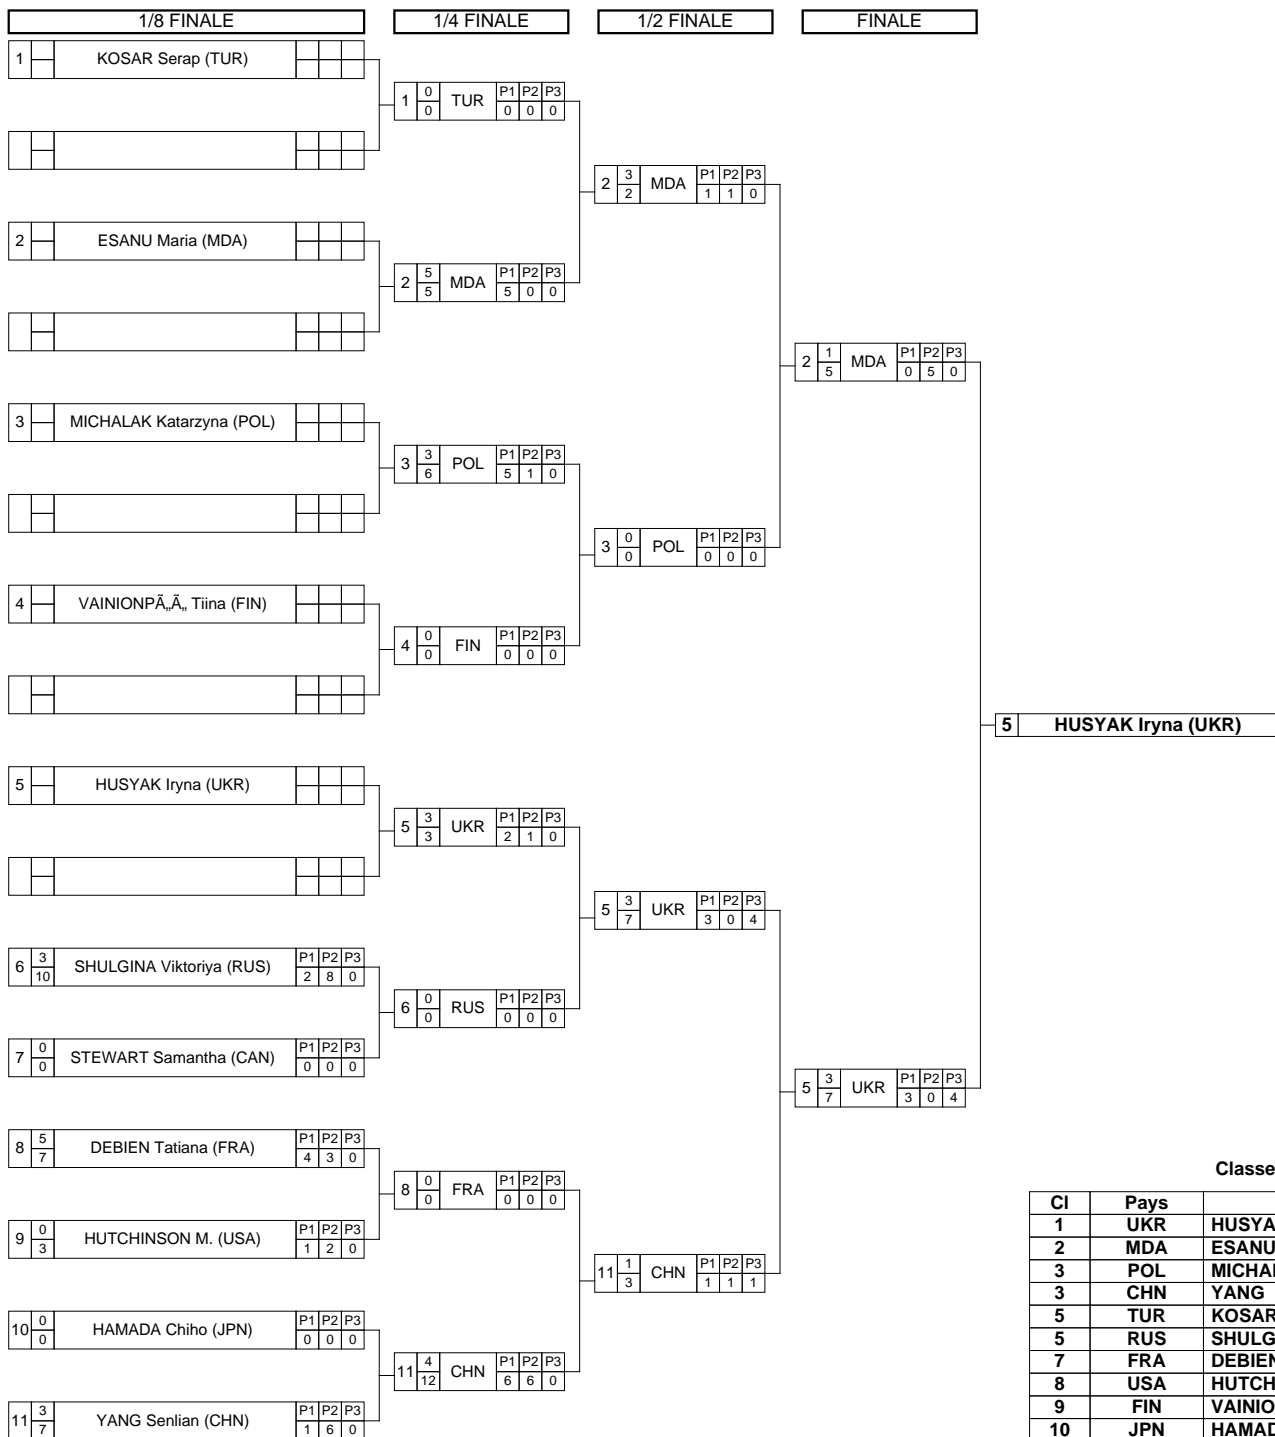 1/8 FINALE
1/4 FINALE
1/2 FINALE
FINALE
1 KOSAR Serap (TUR)
1 0 TUR P1 P2 P3
0 0 0 0
2 3 MDA P1 P2 P3
2 1 1 0
2 ESANU Maria (MDA)
2 5 MDA P1 P2 P3
5 5 0 0
2 1 MDA P1 P2 P3
5 0 5 0
3 MICHALAK Katarzyna (POL)
3 3 POL P1 P2 P3
6 5 1 0
3 0 POL P1 P2 P3
0 0 0 0
4 VAINIONPÃ„Ã„ Tiina (FIN)
4 0 FIN P1 P2 P3
0 0 0 0
5 HUSYAK Iryna (UKR)
5 HUSYAK Iryna (UKR)
5 3 UKR P1 P2 P3
3 2 1 0
5 3 UKR P1 P2 P3
7 3 0 4
6 3 SHULGINA Viktoriya (RUS) P1 P2 P3
10 2 8 0
6 0 RUS P1 P2 P3
0 0 0 0
7 0 STEWART Samantha (CAN) P1 P2 P3
0 0 0 0
5 3 UKR P1 P2 P3
7 3 0 4
8 5 DEBIEN Tatiana (FRA) P1 P2 P3
7 4 3 0
8 0 FRA P1 P2 P3
0 0 0 0
9 0 HUTCHINSON M. (USA) P1 P2 P3
3 1 2 0
11 1 CHN P1 P2 P3
3 1 1 1
10 0 HAMADA Chiho (JPN) P1 P2 P3
0 0 0 0
11 4 CHN P1 P2 P3
12 6 6 0
11 3 YANG Senlian (CHN) P1 P2 P3
7 1 6 0
Classe
Cl Pays
1 UKR HUSYA
2 MDA ESANU
3 POL MICHAL
3 CHN YANG
5 TUR KOSAR
5 RUS SHULG
7 FRA DEBIEN
8 USA HUTCH
9 FIN VAINIO
10 JPN HAMAD